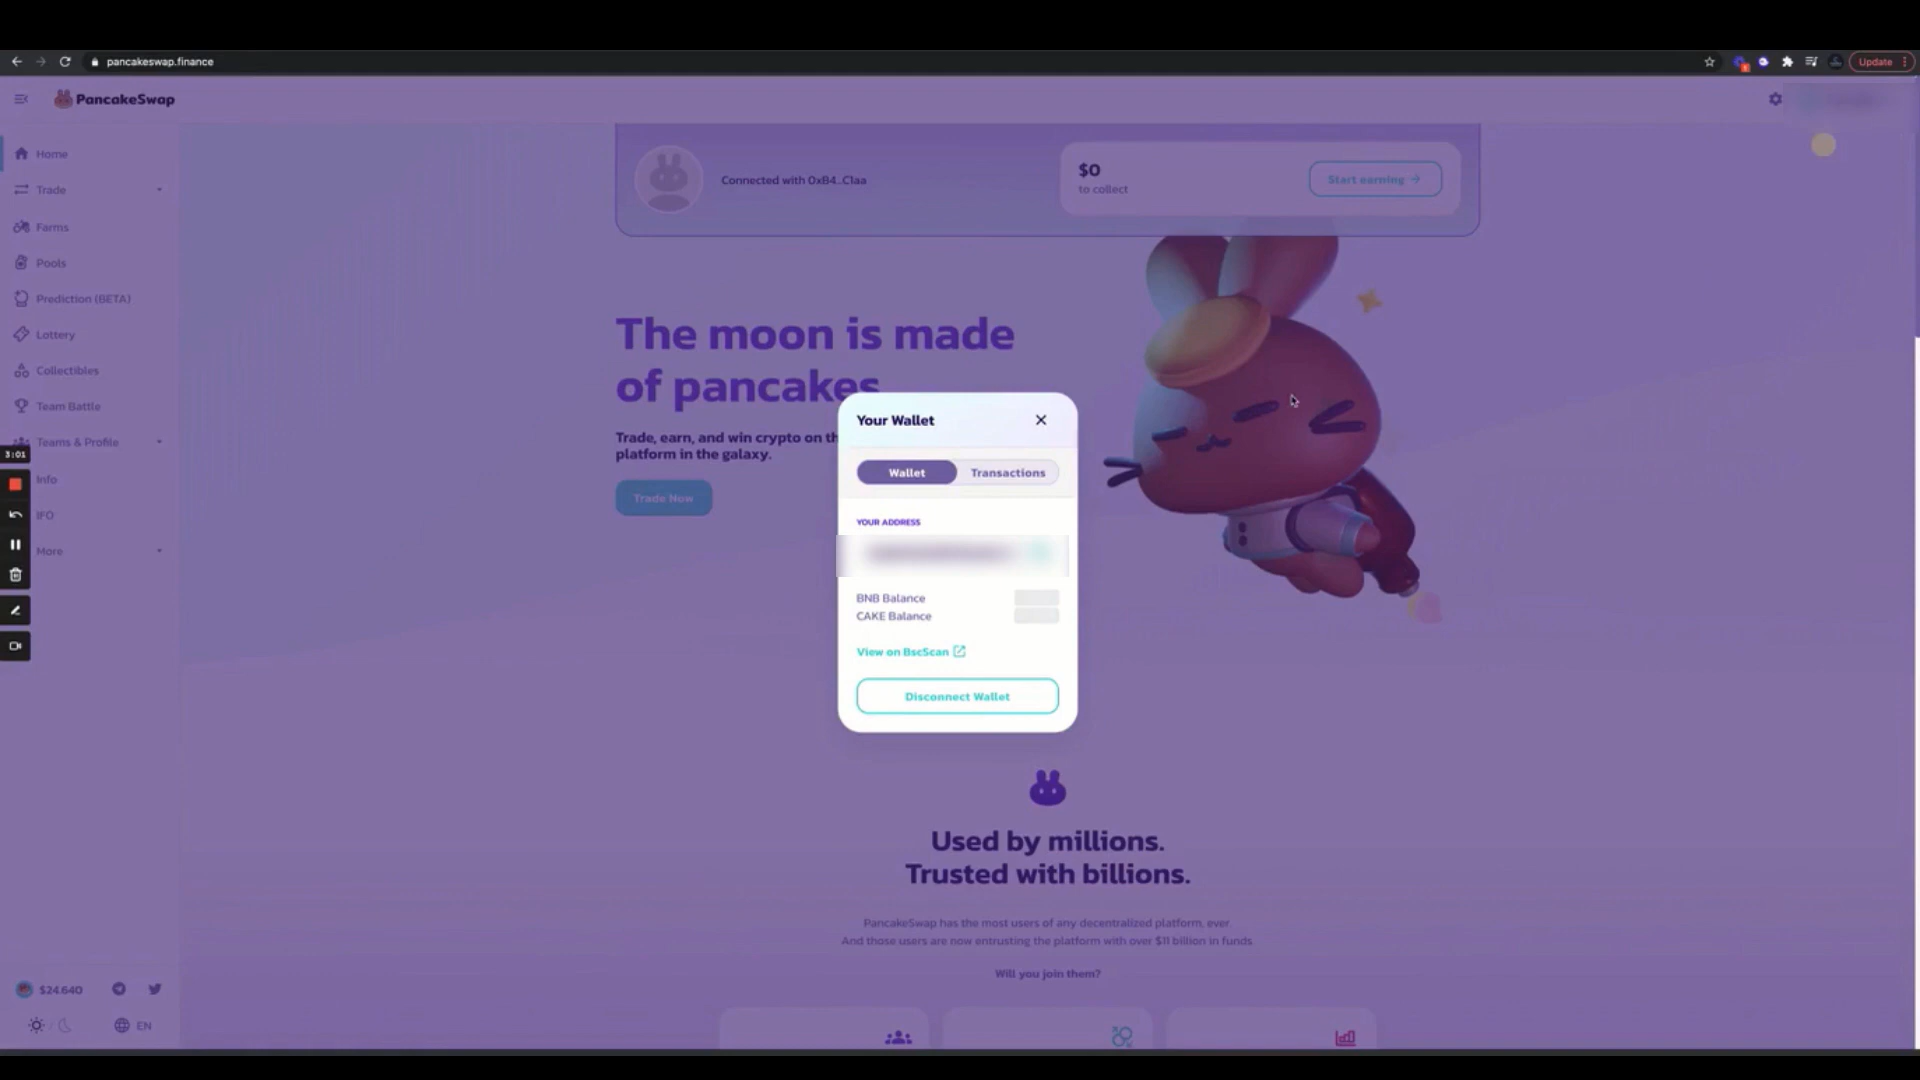 pancakeswap.finance
Update
PancakeSwap
Home
Trade
Farms
Pools
Prediction (BETA)
Lottery
Collectibles
Team Battle
Teams & Profile
Info
IFO
More
3:01
$24.640
EN
Connected with 0xB4...C1aa
$0
to collect
Start earning
The moon is made
of pancakes
Trade, earn, and win crypto on th
platform in the galaxy.
Trade Now
Your Wallet
Wallet
Transactions
YOUR ADDRESS
BNB Balance
CAKE Balance
View on BscScan
Disconnect Wallet
Used by millions.
Trusted with billions.
PancakeSwap has the most users of any decentralized platform, ever
And those users are now entrusting the platform with over $11 billion in funds.
Will you join them?